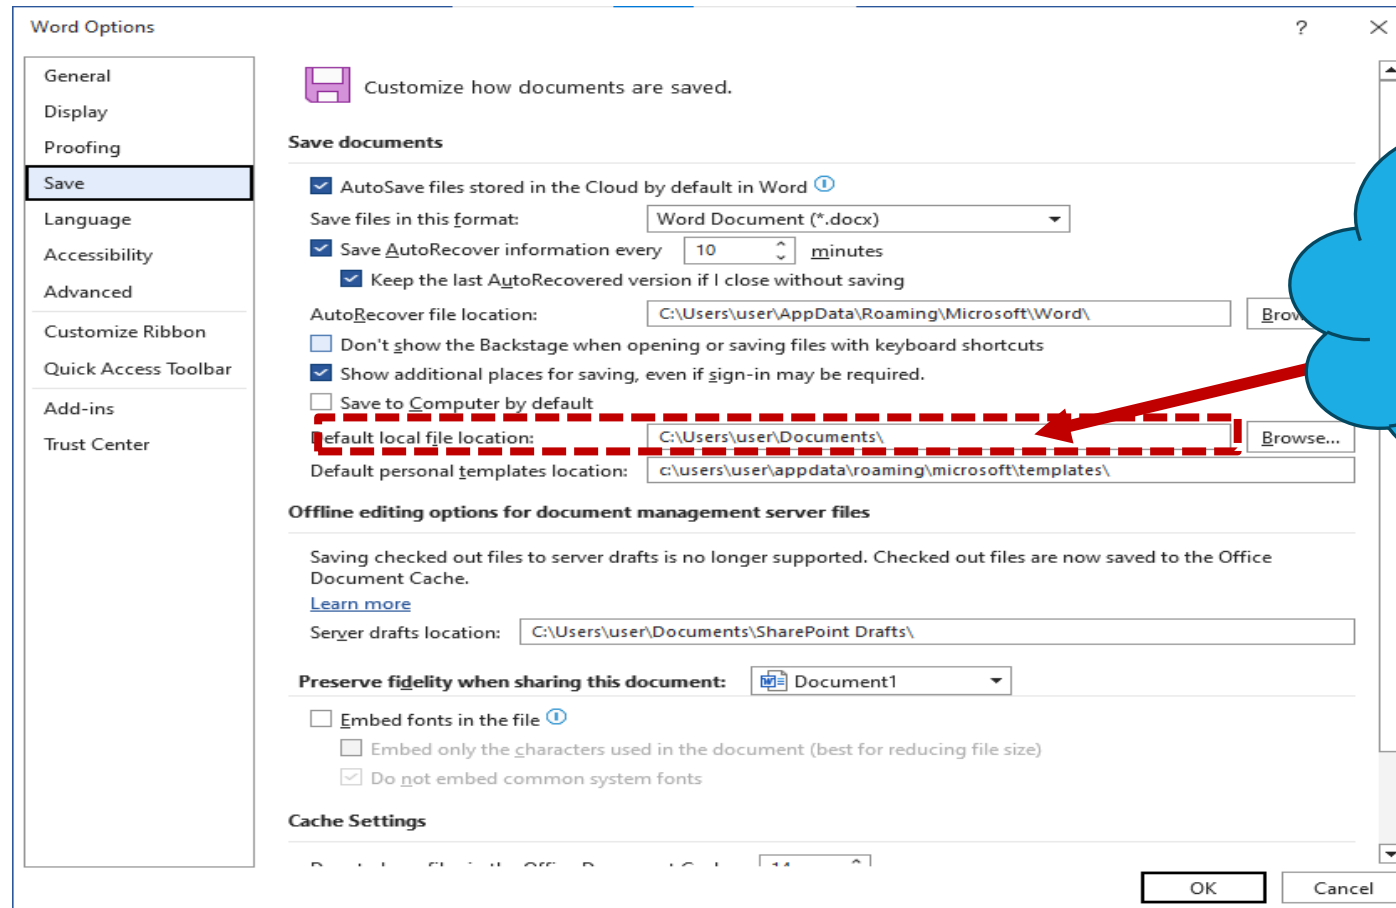 Word Options
?
General
Display
Proofing
Save
Language
Accessibility
Advanced
Customize Ribbon
Quick Access Toolbar
Add-ins
Trust Center
Customize how documents are saved.
Save documents
AutoSave files stored in the Cloud by default in Word
Save files in this format: Word Document (*.docx)
Save AutoRecover information every 10 minutes
Keep the last AutoRecovered version if I close without saving
AutoRecover file location: C:\Users\user\AppData\Roaming\Microsoft\Word\
Don't show the Backstage when opening or saving files with keyboard shortcuts
Show additional places for saving, even if sign-in may be required.
Save to Computer by default
Default local file location: C:\Users\user\Documents\ Browse...
Default personal templates location: c:\users\user\appdata\roaming\microsoft\templates\
Offline editing options for document management server files
Saving checked out files to server drafts is no longer supported. Checked out files are now saved to the Office
Document Cache.
Learn more
Server drafts location: C:\Users\user\Documents\SharePoint Drafts\
Preserve fidelity when sharing this document: Document1
Embed fonts in the file
Embed only the characters used in the document (best for reducing file size)
Do not embed common system fonts
Cache Settings
OK Cancel